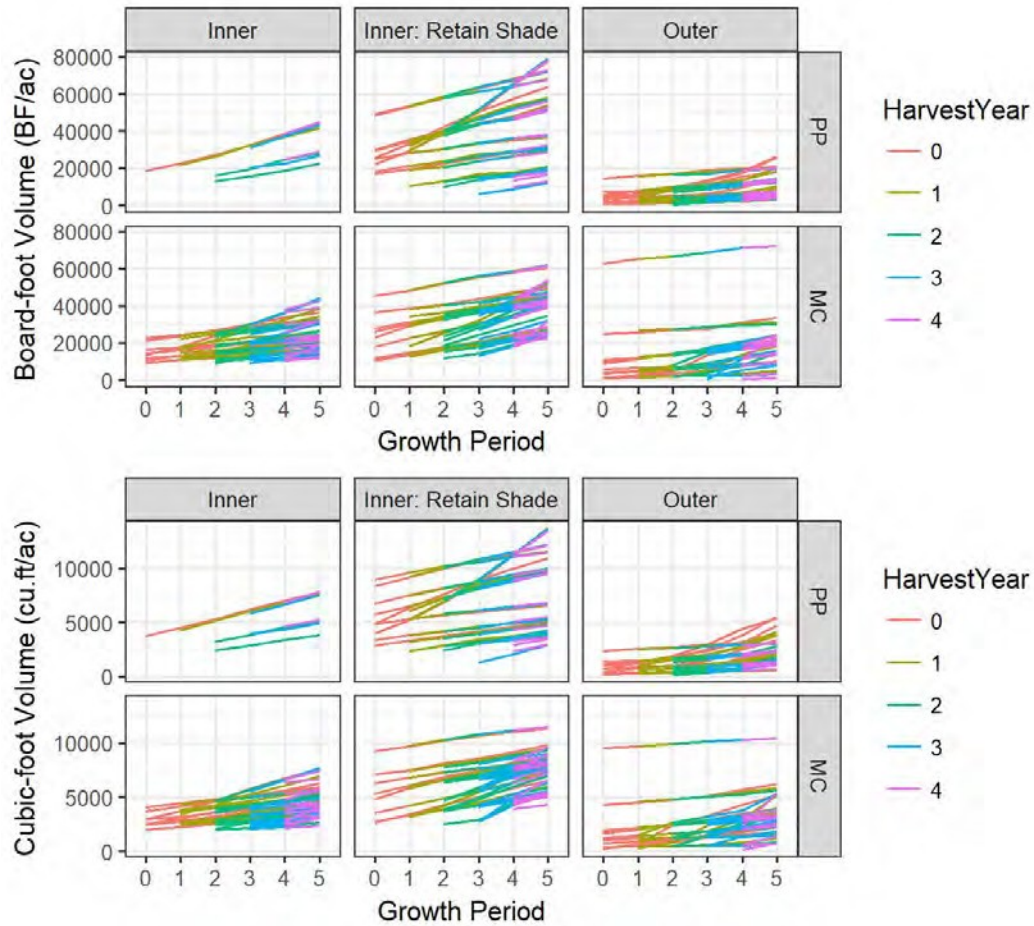 Inner Inner: Retain Shade Outer
Board-foot Volume (BF/ac)
80000
60000
40000
20000
0
PP
80000
60000
40000
20000
0
MC
0 1 2 3 4 5 0 1 2 3 4 5 0 1 2 3 4 5
Growth Period
HarvestYear
0
1
2
3
4
Inner Inner: Retain Shade Outer
Cubic-foot Volume (cu.ft/ac)
10000
5000
0
PP
10000
5000
0
MC
0 1 2 3 4 5 0 1 2 3 4 5 0 1 2 3 4 5
Growth Period
HarvestYear
0
1
2
3
4